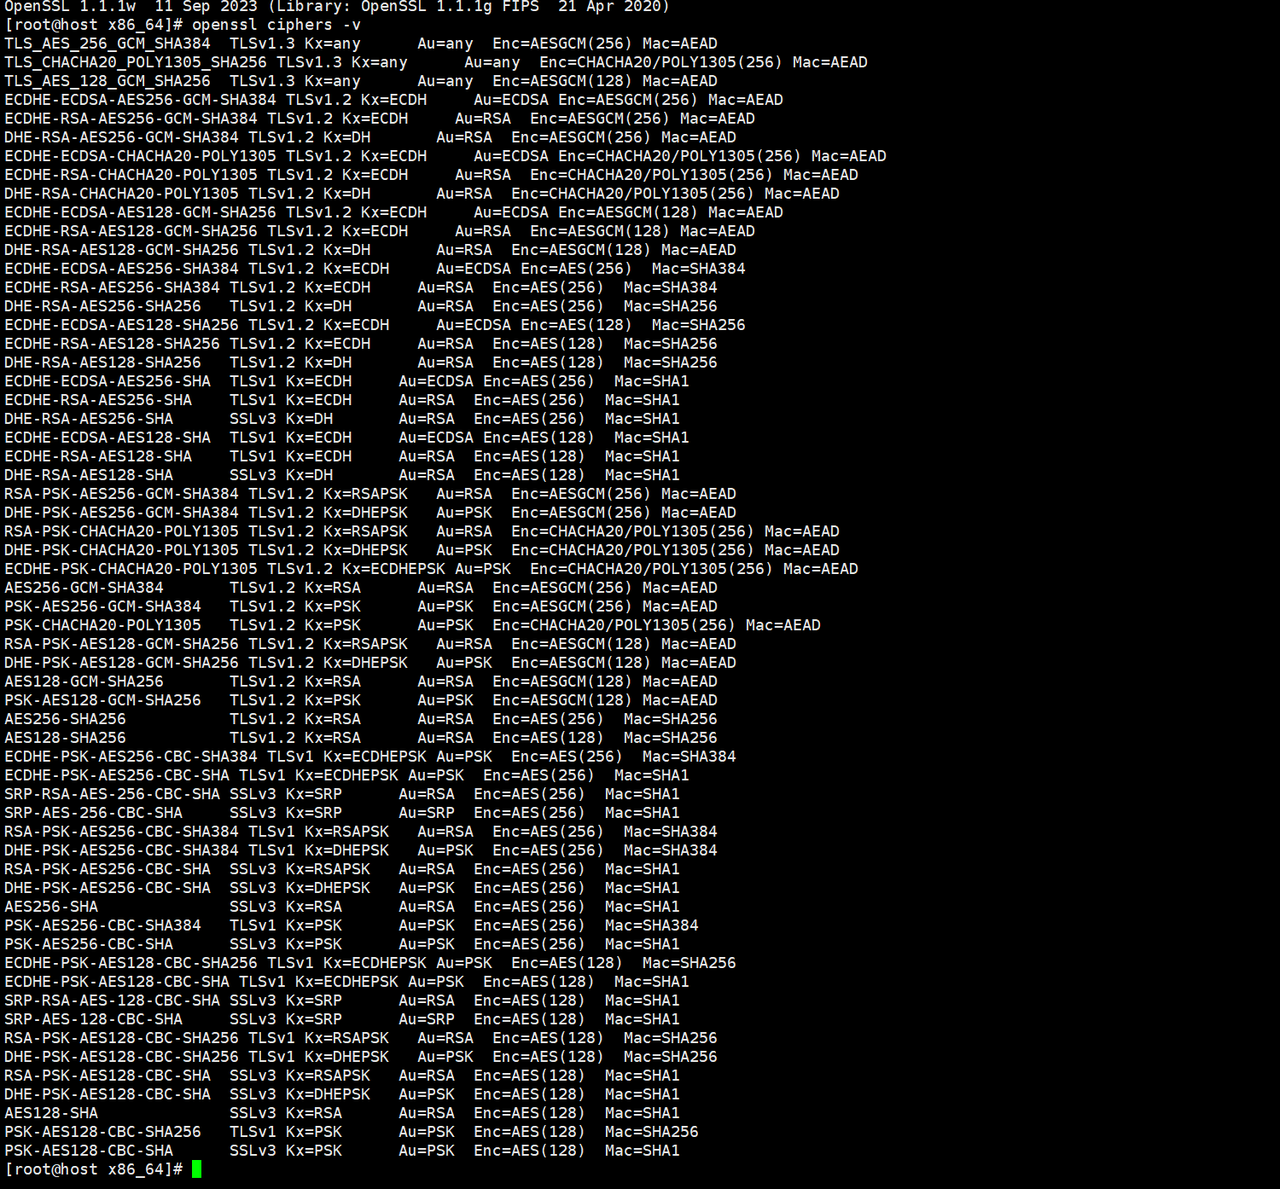 OpenSSL 1.1.1w  11 Sep 2023 (Library: OpenSSL 1.1.1g FIPS  21 Apr 2020)
[root@host x86_64]# openssl ciphers -v
TLS_AES_256_GCM_SHA384  TLSv1.3 Kx=any      Au=any  Enc=AESGCM(256) Mac=AEAD
TLS_CHACHA20_POLY1305_SHA256 TLSv1.3 Kx=any      Au=any  Enc=CHACHA20/POLY1305(256) Mac=AEAD
TLS_AES_128_GCM_SHA256  TLSv1.3 Kx=any      Au=any  Enc=AESGCM(128) Mac=AEAD
ECDHE-ECDSA-AES256-GCM-SHA384 TLSv1.2 Kx=ECDH     Au=ECDSA Enc=AESGCM(256) Mac=AEAD
ECDHE-RSA-AES256-GCM-SHA384 TLSv1.2 Kx=ECDH     Au=RSA  Enc=AESGCM(256) Mac=AEAD
DHE-RSA-AES256-GCM-SHA384 TLSv1.2 Kx=DH       Au=RSA  Enc=AESGCM(256) Mac=AEAD
ECDHE-ECDSA-CHACHA20-POLY1305 TLSv1.2 Kx=ECDH     Au=ECDSA Enc=CHACHA20/POLY1305(256) Mac=AEAD
ECDHE-RSA-CHACHA20-POLY1305 TLSv1.2 Kx=ECDH     Au=RSA  Enc=CHACHA20/POLY1305(256) Mac=AEAD
DHE-RSA-CHACHA20-POLY1305 TLSv1.2 Kx=DH       Au=RSA  Enc=CHACHA20/POLY1305(256) Mac=AEAD
ECDHE-ECDSA-AES128-GCM-SHA256 TLSv1.2 Kx=ECDH     Au=ECDSA Enc=AESGCM(128) Mac=AEAD
ECDHE-RSA-AES128-GCM-SHA256 TLSv1.2 Kx=ECDH     Au=RSA  Enc=AESGCM(128) Mac=AEAD
DHE-RSA-AES128-GCM-SHA256 TLSv1.2 Kx=DH       Au=RSA  Enc=AESGCM(128) Mac=AEAD
ECDHE-ECDSA-AES256-SHA384 TLSv1.2 Kx=ECDH     Au=ECDSA Enc=AES(256)  Mac=SHA384
ECDHE-RSA-AES256-SHA384 TLSv1.2 Kx=ECDH     Au=RSA  Enc=AES(256)  Mac=SHA384
DHE-RSA-AES256-SHA256   TLSv1.2 Kx=DH       Au=RSA  Enc=AES(256)  Mac=SHA256
ECDHE-ECDSA-AES128-SHA256 TLSv1.2 Kx=ECDH     Au=ECDSA Enc=AES(128)  Mac=SHA256
ECDHE-RSA-AES128-SHA256 TLSv1.2 Kx=ECDH     Au=RSA  Enc=AES(128)  Mac=SHA256
DHE-RSA-AES128-SHA256   TLSv1.2 Kx=DH       Au=RSA  Enc=AES(128)  Mac=SHA256
ECDHE-ECDSA-AES256-SHA  TLSv1 Kx=ECDH     Au=ECDSA Enc=AES(256)  Mac=SHA1
ECDHE-RSA-AES256-SHA    TLSv1 Kx=ECDH     Au=RSA  Enc=AES(256)  Mac=SHA1
DHE-RSA-AES256-SHA      SSLv3 Kx=DH       Au=RSA  Enc=AES(256)  Mac=SHA1
ECDHE-ECDSA-AES128-SHA  TLSv1 Kx=ECDH     Au=ECDSA Enc=AES(128)  Mac=SHA1
ECDHE-RSA-AES128-SHA    TLSv1 Kx=ECDH     Au=RSA  Enc=AES(128)  Mac=SHA1
DHE-RSA-AES128-SHA      SSLv3 Kx=DH       Au=RSA  Enc=AES(128)  Mac=SHA1
RSA-PSK-AES256-GCM-SHA384 TLSv1.2 Kx=RSAPSK   Au=RSA  Enc=AESGCM(256) Mac=AEAD
DHE-PSK-AES256-GCM-SHA384 TLSv1.2 Kx=DHEPSK   Au=PSK  Enc=AESGCM(256) Mac=AEAD
RSA-PSK-CHACHA20-POLY1305 TLSv1.2 Kx=RSAPSK   Au=RSA  Enc=CHACHA20/POLY1305(256) Mac=AEAD
DHE-PSK-CHACHA20-POLY1305 TLSv1.2 Kx=DHEPSK   Au=PSK  Enc=CHACHA20/POLY1305(256) Mac=AEAD
ECDHE-PSK-CHACHA20-POLY1305 TLSv1.2 Kx=ECDHEPSK Au=PSK  Enc=CHACHA20/POLY1305(256) Mac=AEAD
AES256-GCM-SHA384       TLSv1.2 Kx=RSA      Au=RSA  Enc=AESGCM(256) Mac=AEAD
PSK-AES256-GCM-SHA384   TLSv1.2 Kx=PSK      Au=PSK  Enc=AESGCM(256) Mac=AEAD
PSK-CHACHA20-POLY1305   TLSv1.2 Kx=PSK      Au=PSK  Enc=CHACHA20/POLY1305(256) Mac=AEAD
RSA-PSK-AES128-GCM-SHA256 TLSv1.2 Kx=RSAPSK   Au=RSA  Enc=AESGCM(128) Mac=AEAD
DHE-PSK-AES128-GCM-SHA256 TLSv1.2 Kx=DHEPSK   Au=PSK  Enc=AESGCM(128) Mac=AEAD
AES128-GCM-SHA256       TLSv1.2 Kx=RSA      Au=RSA  Enc=AESGCM(128) Mac=AEAD
PSK-AES128-GCM-SHA256   TLSv1.2 Kx=PSK      Au=PSK  Enc=AESGCM(128) Mac=AEAD
AES256-SHA256           TLSv1.2 Kx=RSA      Au=RSA  Enc=AES(256)  Mac=SHA256
AES128-SHA256           TLSv1.2 Kx=RSA      Au=RSA  Enc=AES(128)  Mac=SHA256
ECDHE-PSK-AES256-CBC-SHA384 TLSv1 Kx=ECDHEPSK Au=PSK  Enc=AES(256)  Mac=SHA384
ECDHE-PSK-AES256-CBC-SHA TLSv1 Kx=ECDHEPSK Au=PSK  Enc=AES(256)  Mac=SHA1
SRP-RSA-AES-256-CBC-SHA SSLv3 Kx=SRP      Au=RSA  Enc=AES(256)  Mac=SHA1
SRP-AES-256-CBC-SHA     SSLv3 Kx=SRP      Au=SRP  Enc=AES(256)  Mac=SHA1
RSA-PSK-AES256-CBC-SHA384 TLSv1 Kx=RSAPSK   Au=RSA  Enc=AES(256)  Mac=SHA384
DHE-PSK-AES256-CBC-SHA384 TLSv1 Kx=DHEPSK   Au=PSK  Enc=AES(256)  Mac=SHA384
RSA-PSK-AES256-CBC-SHA  SSLv3 Kx=RSAPSK   Au=RSA  Enc=AES(256)  Mac=SHA1
DHE-PSK-AES256-CBC-SHA  SSLv3 Kx=DHEPSK   Au=PSK  Enc=AES(256)  Mac=SHA1
AES256-SHA              SSLv3 Kx=RSA      Au=RSA  Enc=AES(256)  Mac=SHA1
PSK-AES256-CBC-SHA384   TLSv1 Kx=PSK      Au=PSK  Enc=AES(256)  Mac=SHA384
PSK-AES256-CBC-SHA      SSLv3 Kx=PSK      Au=PSK  Enc=AES(256)  Mac=SHA1
ECDHE-PSK-AES128-CBC-SHA256 TLSv1 Kx=ECDHEPSK Au=PSK  Enc=AES(128)  Mac=SHA256
ECDHE-PSK-AES128-CBC-SHA TLSv1 Kx=ECDHEPSK Au=PSK  Enc=AES(128)  Mac=SHA1
SRP-RSA-AES-128-CBC-SHA SSLv3 Kx=SRP      Au=RSA  Enc=AES(128)  Mac=SHA1
SRP-AES-128-CBC-SHA     SSLv3 Kx=SRP      Au=SRP  Enc=AES(128)  Mac=SHA1
RSA-PSK-AES128-CBC-SHA256 TLSv1 Kx=RSAPSK   Au=RSA  Enc=AES(128)  Mac=SHA256
DHE-PSK-AES128-CBC-SHA256 TLSv1 Kx=DHEPSK   Au=PSK  Enc=AES(128)  Mac=SHA256
RSA-PSK-AES128-CBC-SHA  SSLv3 Kx=RSAPSK   Au=RSA  Enc=AES(128)  Mac=SHA1
DHE-PSK-AES128-CBC-SHA  SSLv3 Kx=DHEPSK   Au=PSK  Enc=AES(128)  Mac=SHA1
AES128-SHA              SSLv3 Kx=RSA      Au=RSA  Enc=AES(128)  Mac=SHA1
PSK-AES128-CBC-SHA256   TLSv1 Kx=PSK      Au=PSK  Enc=AES(128)  Mac=SHA256
PSK-AES128-CBC-SHA      SSLv3 Kx=PSK      Au=PSK  Enc=AES(128)  Mac=SHA1
[root@host x86_64]#